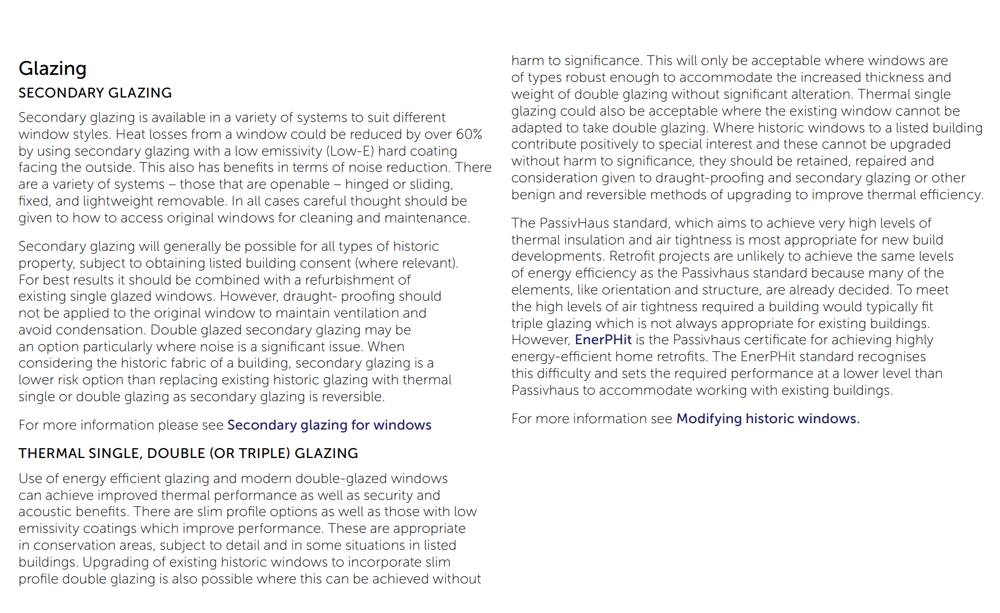 Glazing
SECONDARY GLAZING
Secondary glazing is available in a variety of systems to suit different
window styles. Heat losses from a window could be reduced by over 60%
by using secondary glazing with a low emissivity (Low-E) hard coating
facing the outside. This also has benefits in terms of noise reduction. There
are a variety of systems – those that are openable – hinged or sliding,
fixed, and lightweight removable. In all cases careful thought should be
given to how to access original windows for cleaning and maintenance.
Secondary glazing will generally be possible for all types of historic
property, subject to obtaining listed building consent (where relevant).
For best results it should be combined with a refurbishment of
existing single glazed windows. However, draught- proofing should
not be applied to the original window to maintain ventilation and
avoid condensation. Double glazed secondary glazing may be
an option particularly where noise is a significant issue. When
considering the historic fabric of a building, secondary glazing is a
lower risk option than replacing existing historic glazing with thermal
single or double glazing as secondary glazing is reversible.
For more information please see Secondary glazing for windows
THERMAL SINGLE, DOUBLE (OR TRIPLE) GLAZING
Use of energy efficient glazing and modern double-glazed windows
can achieve improved thermal performance as well as security and
acoustic benefits. There are slim profile options as well as those with low
emissivity coatings which improve performance. These are appropriate
in conservation areas, subject to detail and in some situations in listed
buildings. Upgrading of existing historic windows to incorporate slim
profile double glazing is also possible where this can be achieved without
harm to significance. This will only be acceptable where windows are
of types robust enough to accommodate the increased thickness and
weight of double glazing without significant alteration. Thermal single
glazing could also be acceptable where the existing window cannot be
adapted to take double glazing. Where historic windows to a listed building
contribute positively to special interest and these cannot be upgraded
without harm to significance, they should be retained, repaired and
consideration given to draught-proofing and secondary glazing or other
benign and reversible methods of upgrading to improve thermal efficiency.
The PassivHaus standard, which aims to achieve very high levels of
thermal insulation and air tightness is most appropriate for new build
developments. Retrofit projects are unlikely to achieve the same levels
of energy efficiency as the Passivhaus standard because many of the
elements, like orientation and structure, are already decided. To meet
the high levels of air tightness required a building would typically fit
triple glazing which is not always appropriate for existing buildings.
However, EnerPHit is the Passivhaus certificate for achieving highly
energy-efficient home retrofits. The EnerPHit standard recognises
this difficulty and sets the required performance at a lower level than
Passivhaus to accommodate working with existing buildings.
For more information see Modifying historic windows.